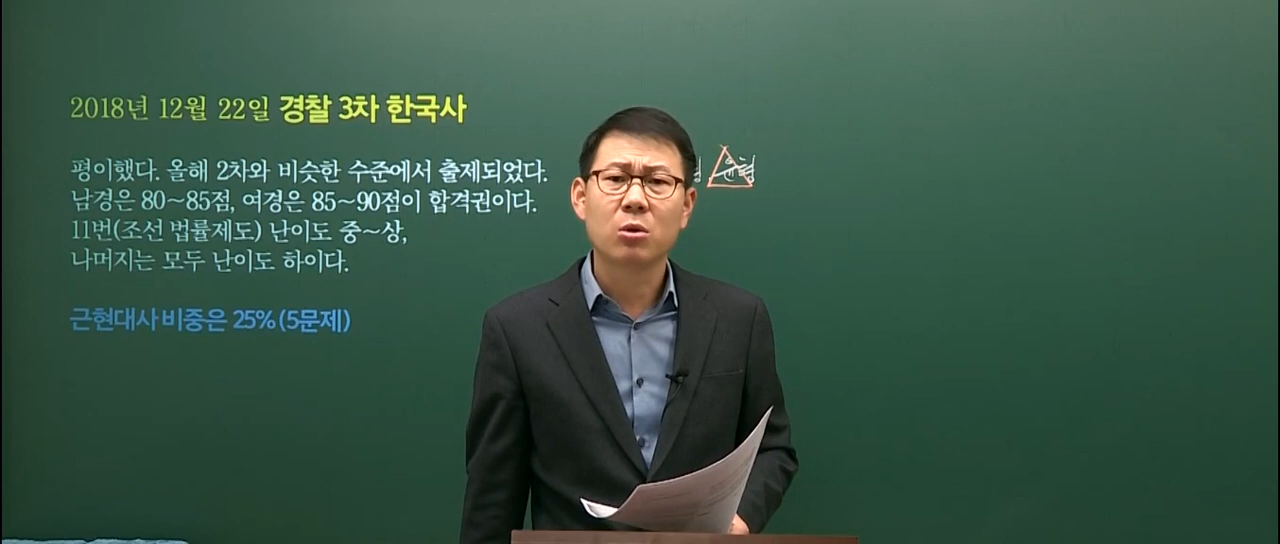 2018년 12월 22일 경찰 3차 한국사
평이했다. 올해 2차와 비슷한 수준에서 출제되었다.
남경은 80~85점, 여경은 85~90점이 합격권이다.
11번(조선 법률제도) 난이도 중~상,
나머지는 모두 난이도 하이다.
근현대사 비중은 25% (5문제)